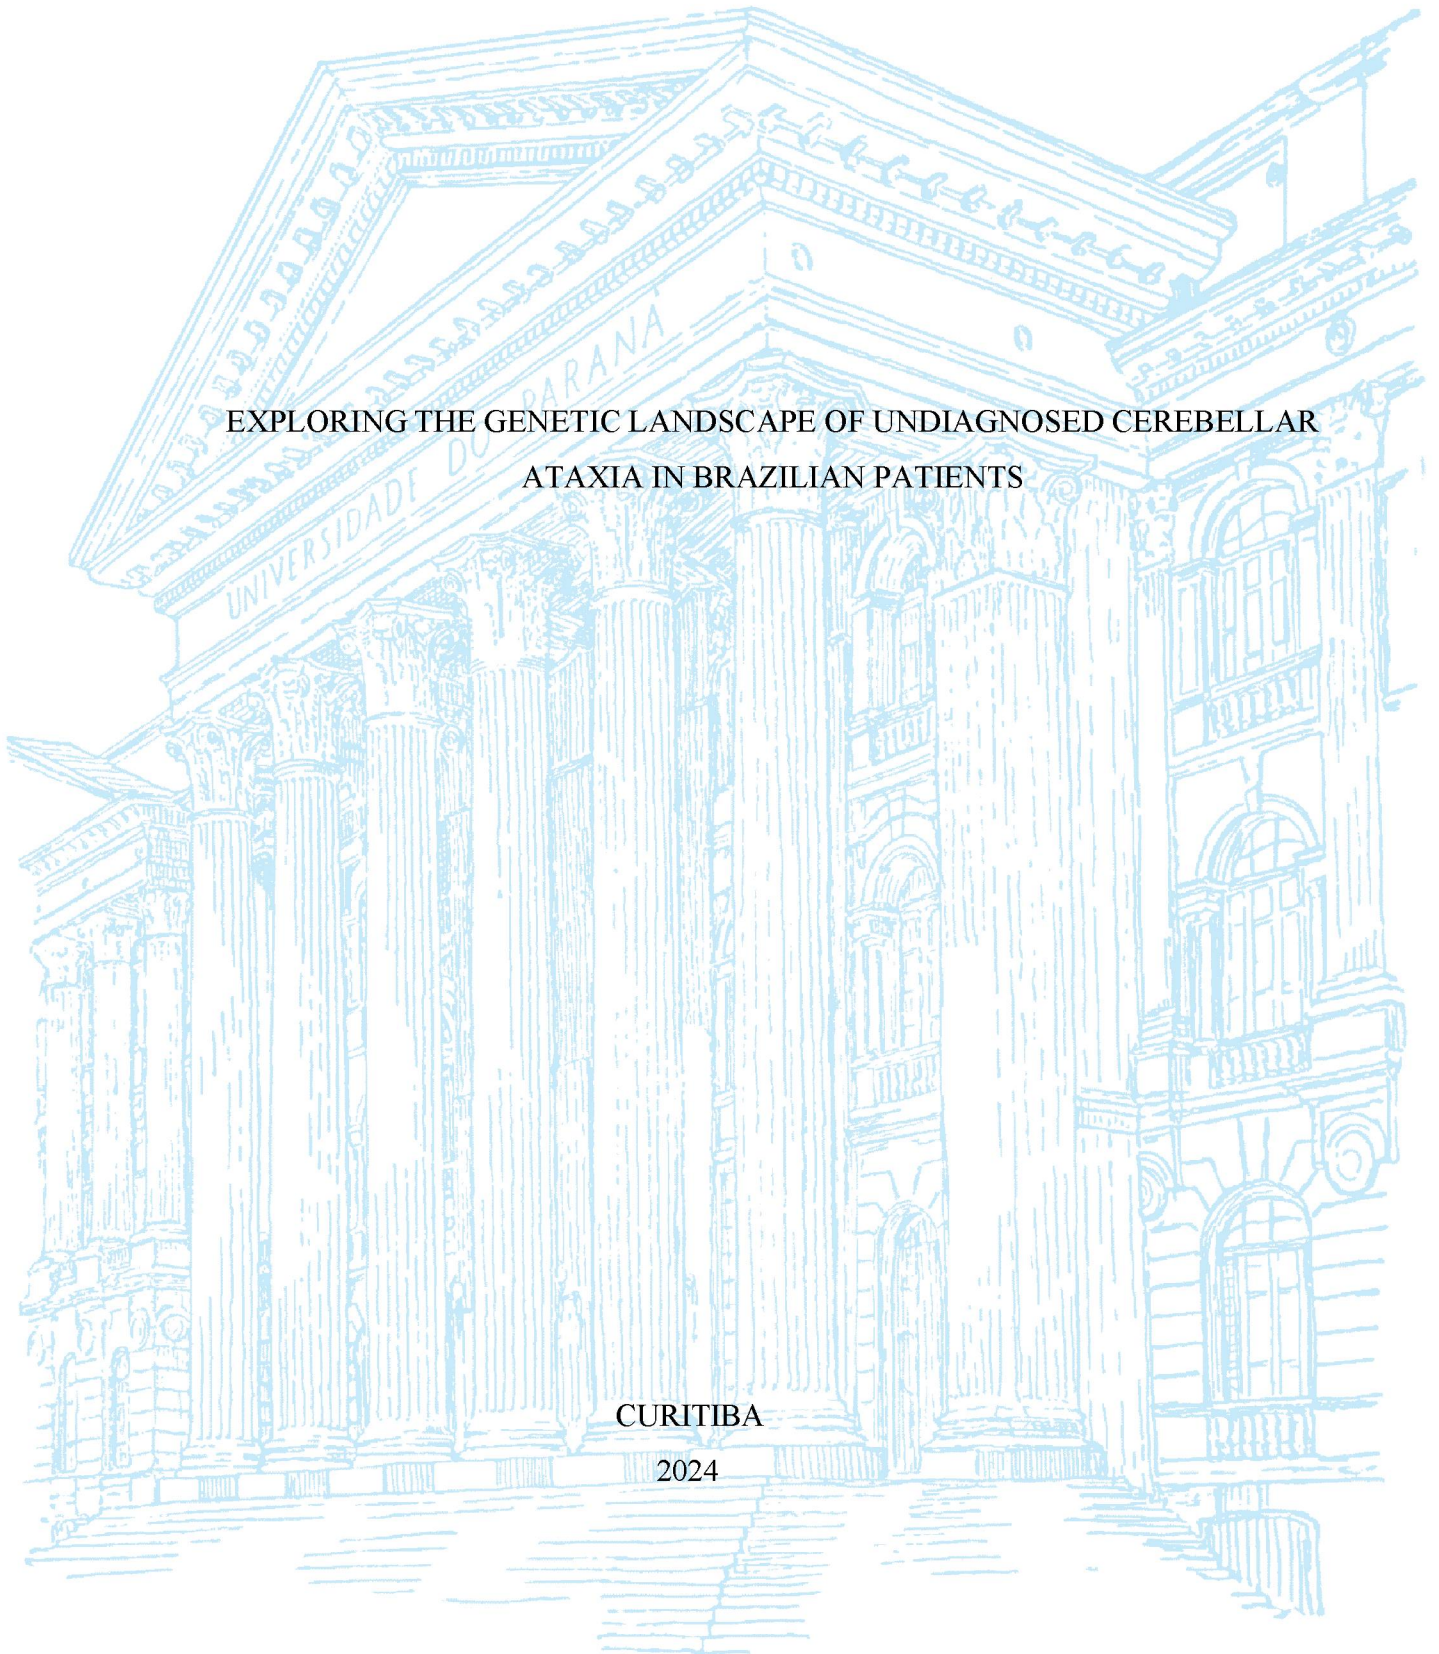 UNIVERSIDADE DO PARANÁ
EXPLORING THE GENETIC LANDSCAPE OF UNDIAGNOSED CEREBELLAR
ATAXIA IN BRAZILIAN PATIENTS
CURITIBA
2024